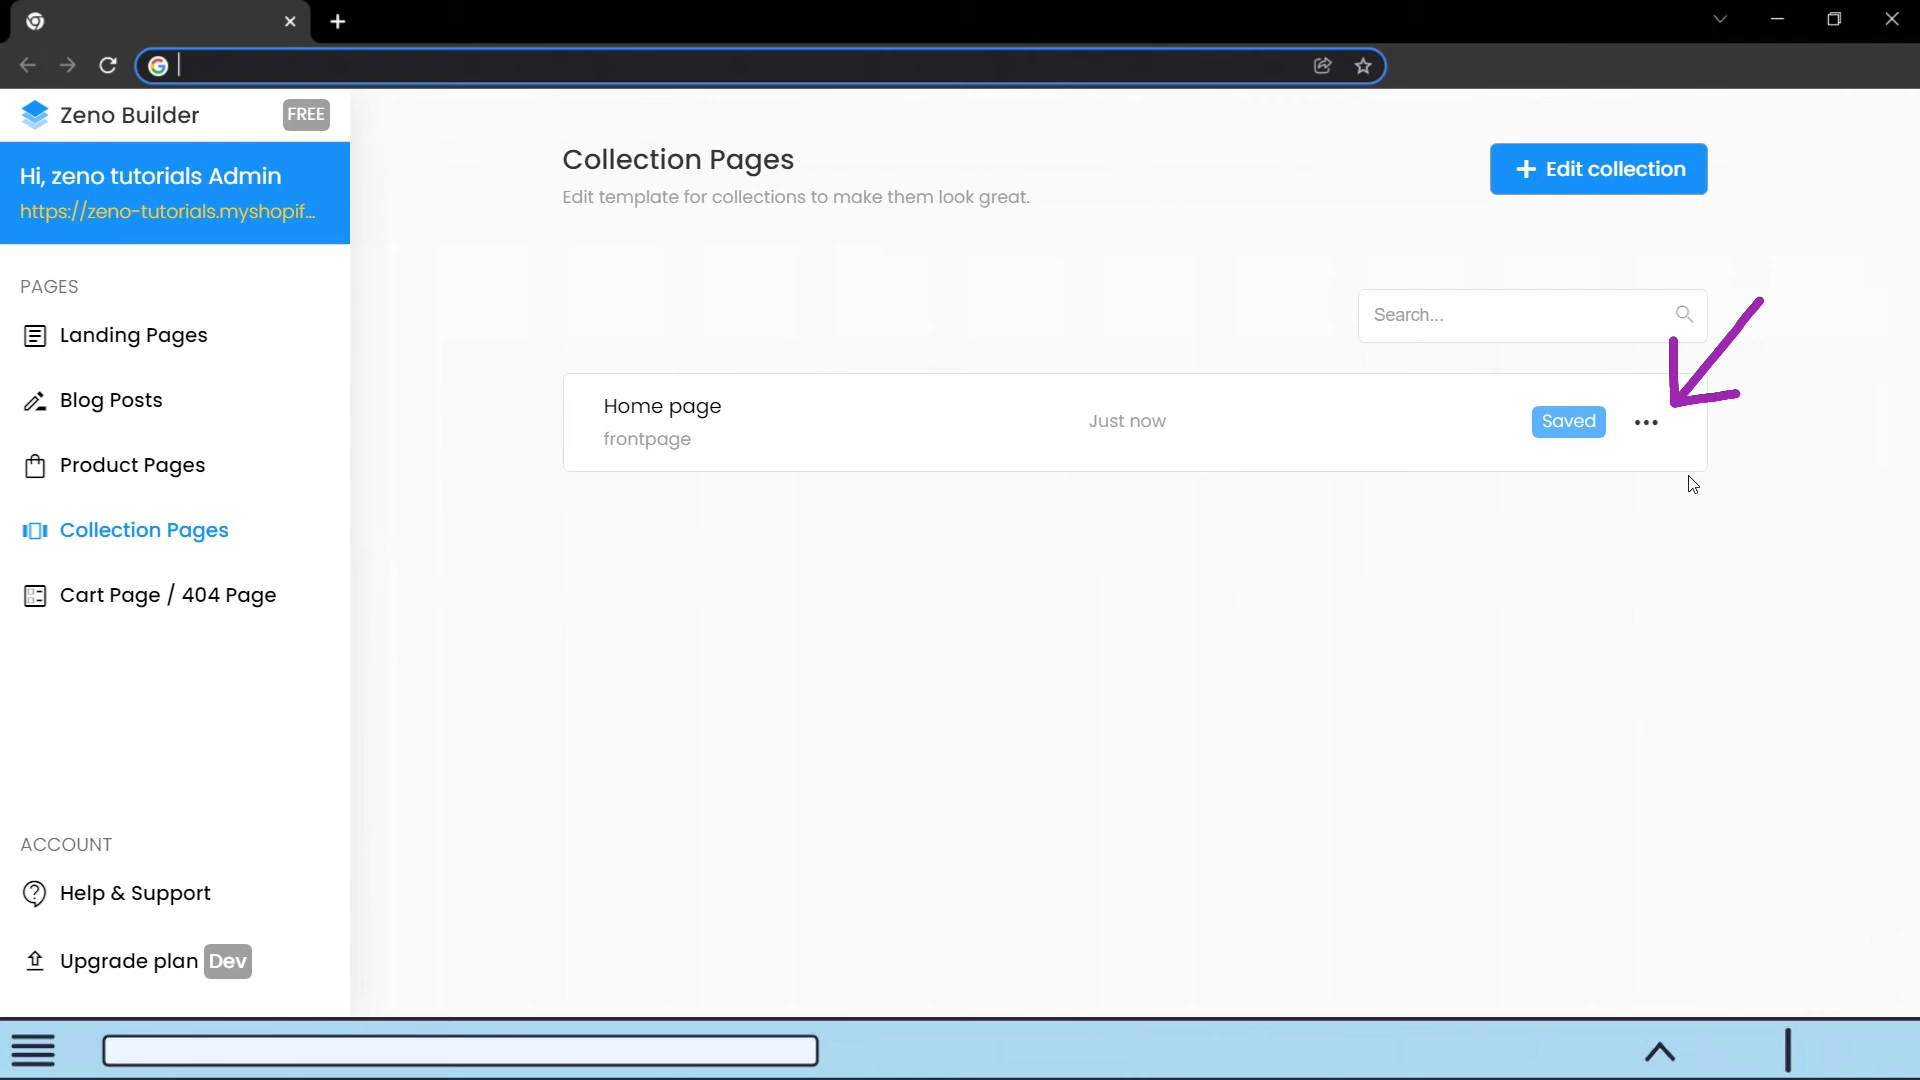 Zeno Builder FREE
Hi, zeno tutorials Admin
https://zeno-tutorials.myshopif...
PAGES
Landing Pages
Blog Posts
Product Pages
Collection Pages
Cart Page / 404 Page
ACCOUNT
Help & Support
Upgrade plan Dev
Collection Pages
Edit template for collections to make them look great.
+ Edit collection
Search...
Home page
frontpage
Just now
Saved